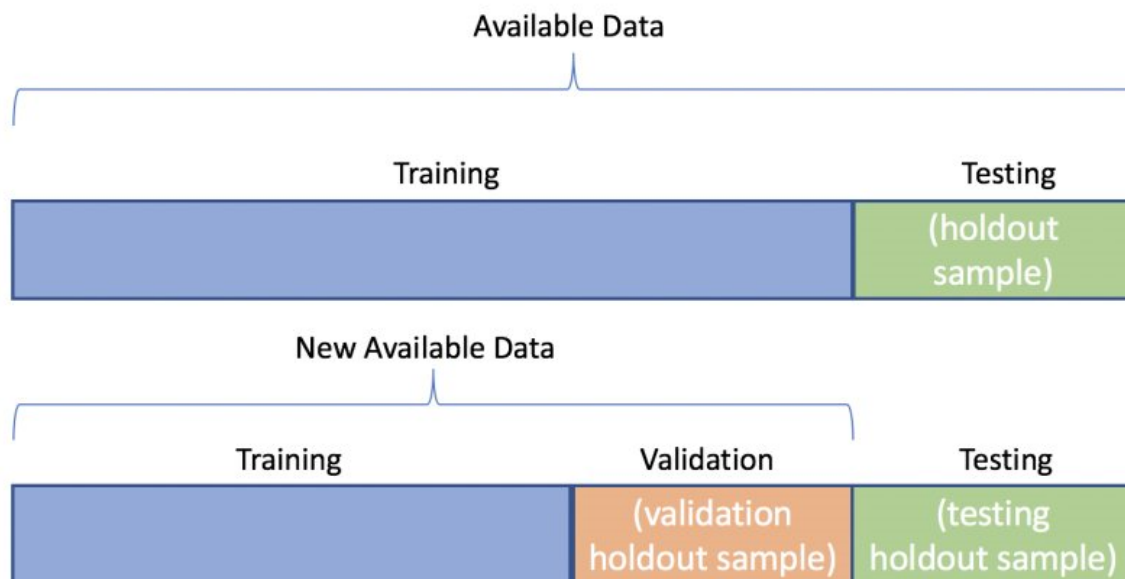 Available Data
Training
Testing
(holdout
sample)
New Available Data
Training
Validation
Testing
(validation
holdout sample)
(testing
holdout sample)